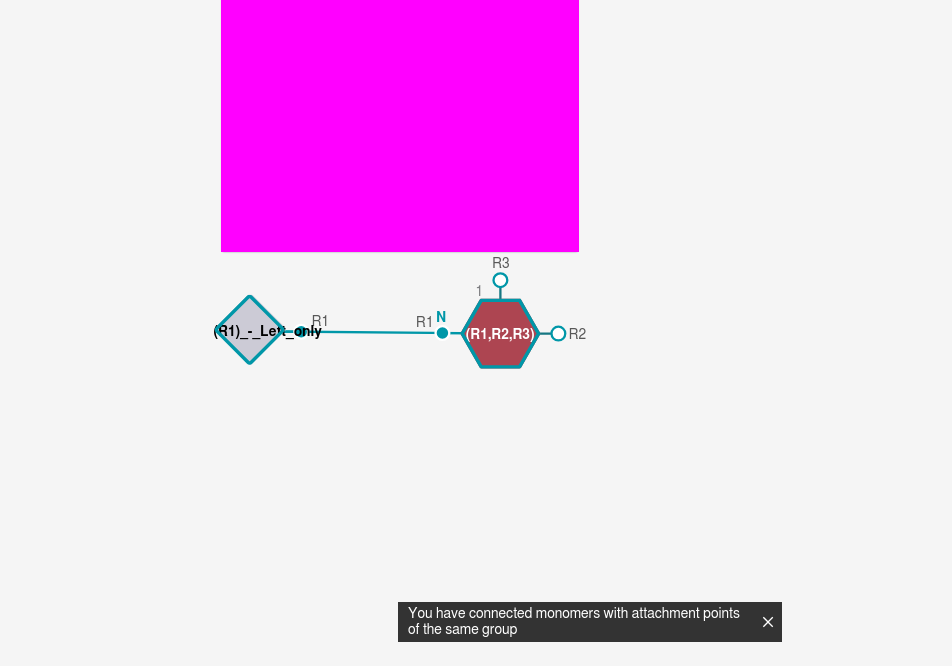 R3
1
N
R1
R1
(R1)_-_Left_only
(R1,R2,R3)
R2
You have connected monomers with attachment points
of the same group